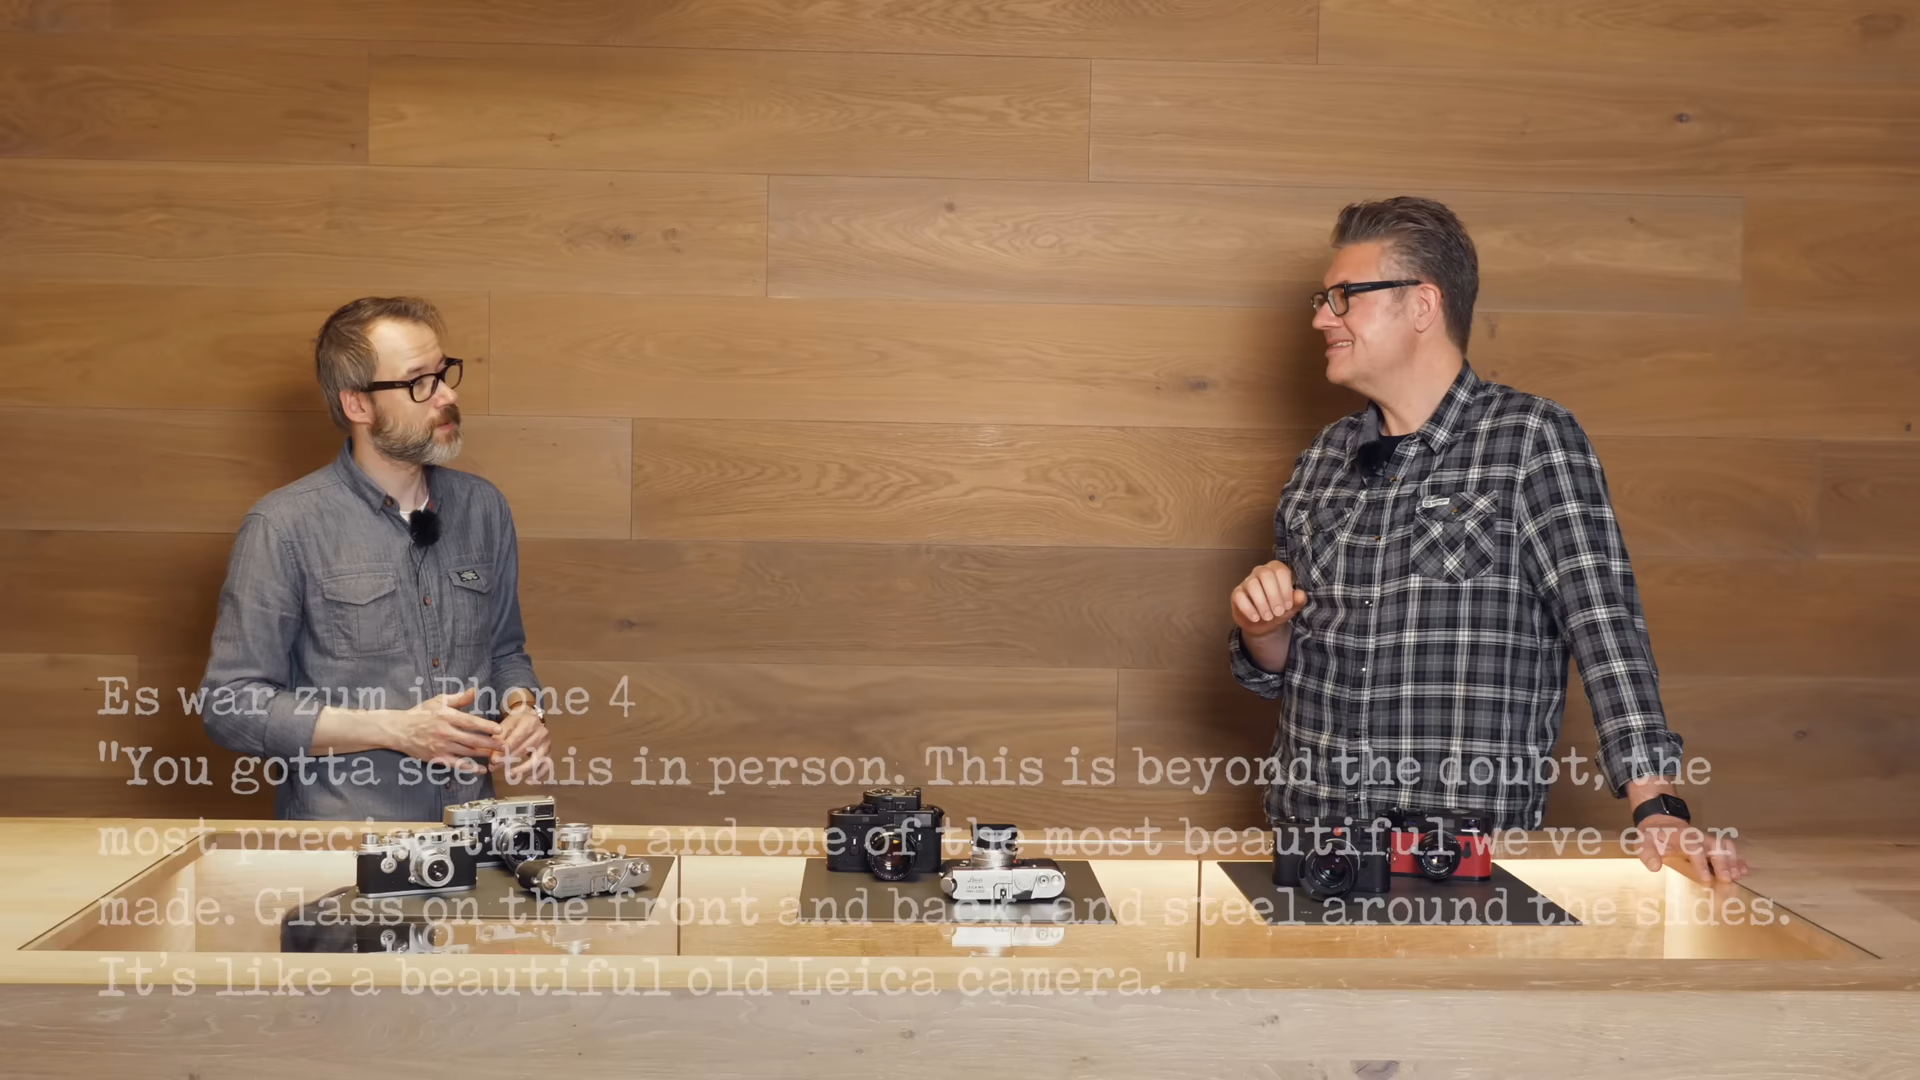 Es war zum iPhone 4
"You gotta see this in person. This is beyond the doubt, the
most precise thing, and one of the most beautiful we've ever
made. Glass on the front and back, and steel around the sides.
It's like a beautiful old Leica camera."